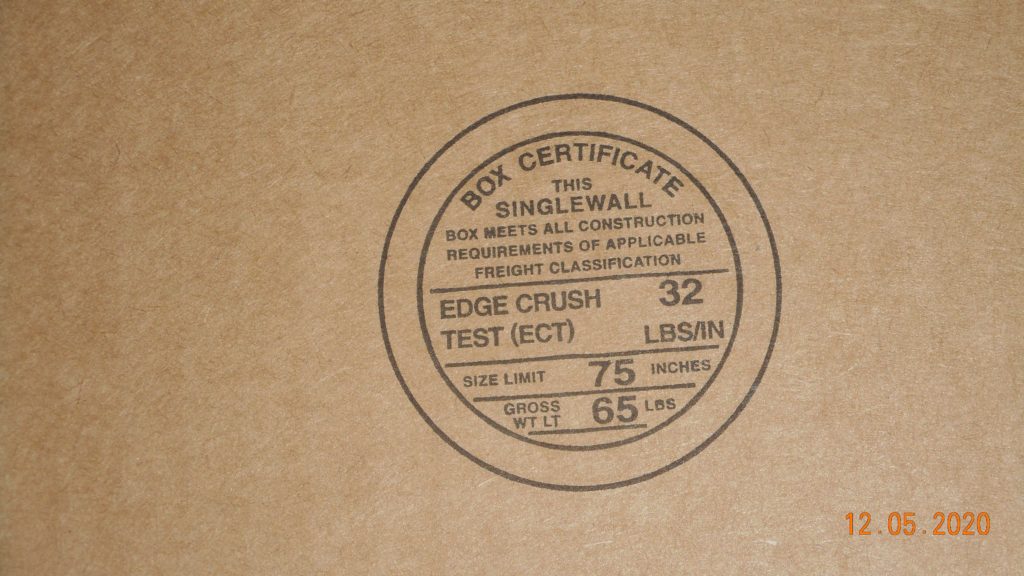 BOX CERTIFICATE
THIS
SINGLEWALL
BOX MEETS ALL CONSTRUCTION
REQUIREMENTS OF APPLICABLE
FREIGHT CLASSIFICATION
EDGE CRUSH 32
TEST (ECT) LBS/IN
SIZE LIMIT 75 INCHES
GROSS
WT LT 65 LBS
12.05.2020